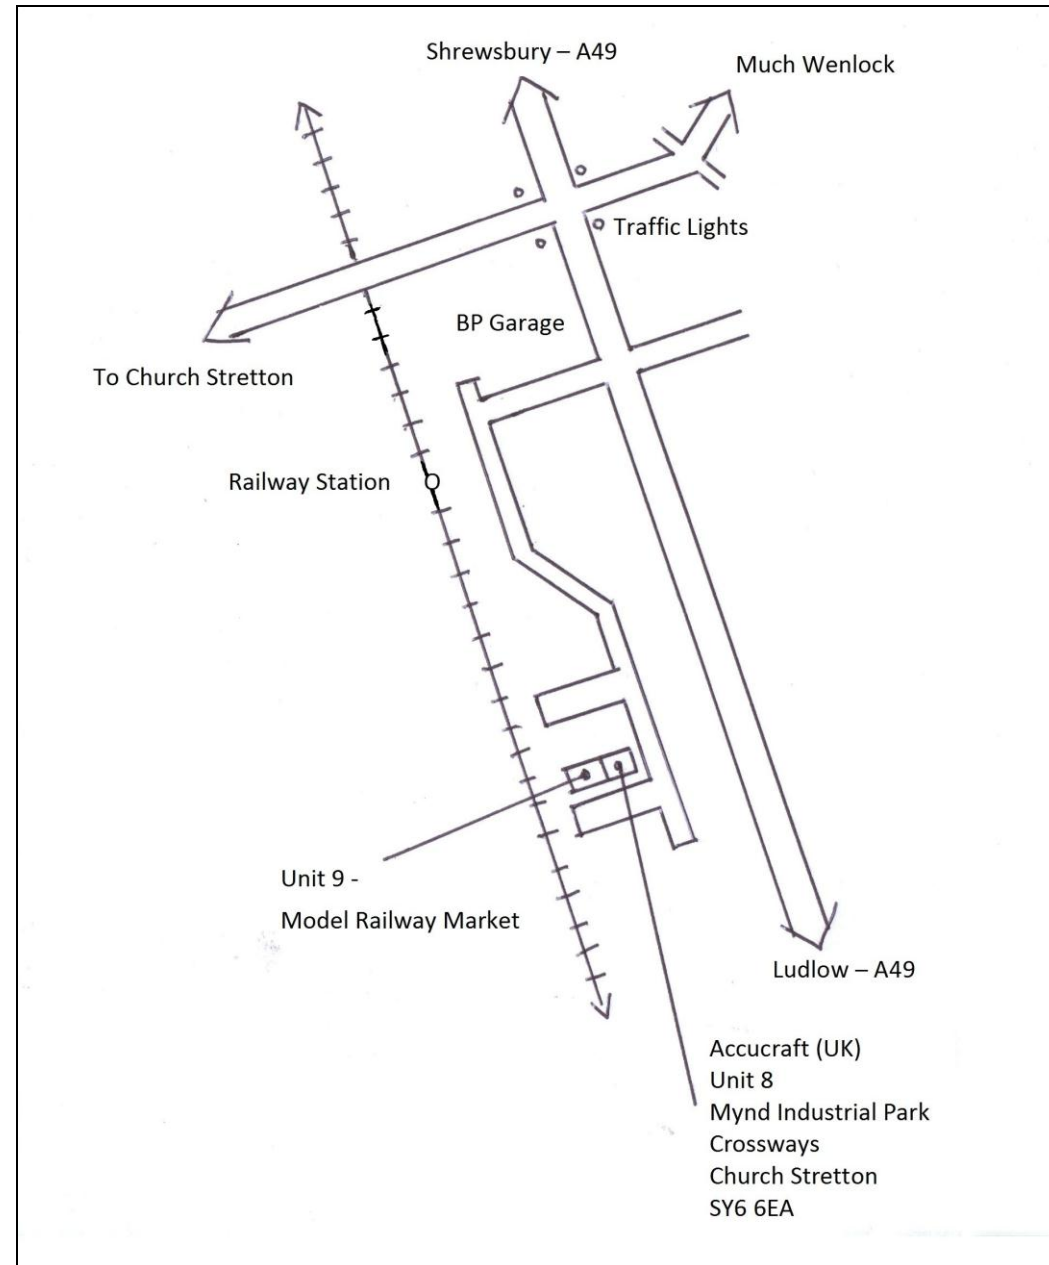 Shrewsbury – A49
Much Wenlock
Traffic Lights
BP Garage
To Church Stretton
Railway Station
Unit 9 -
Model Railway Market
Ludlow – A49
Accucraft (UK)
Unit 8
Mynd Industrial Park
Crossways
Church Stretton
SY6 6EA